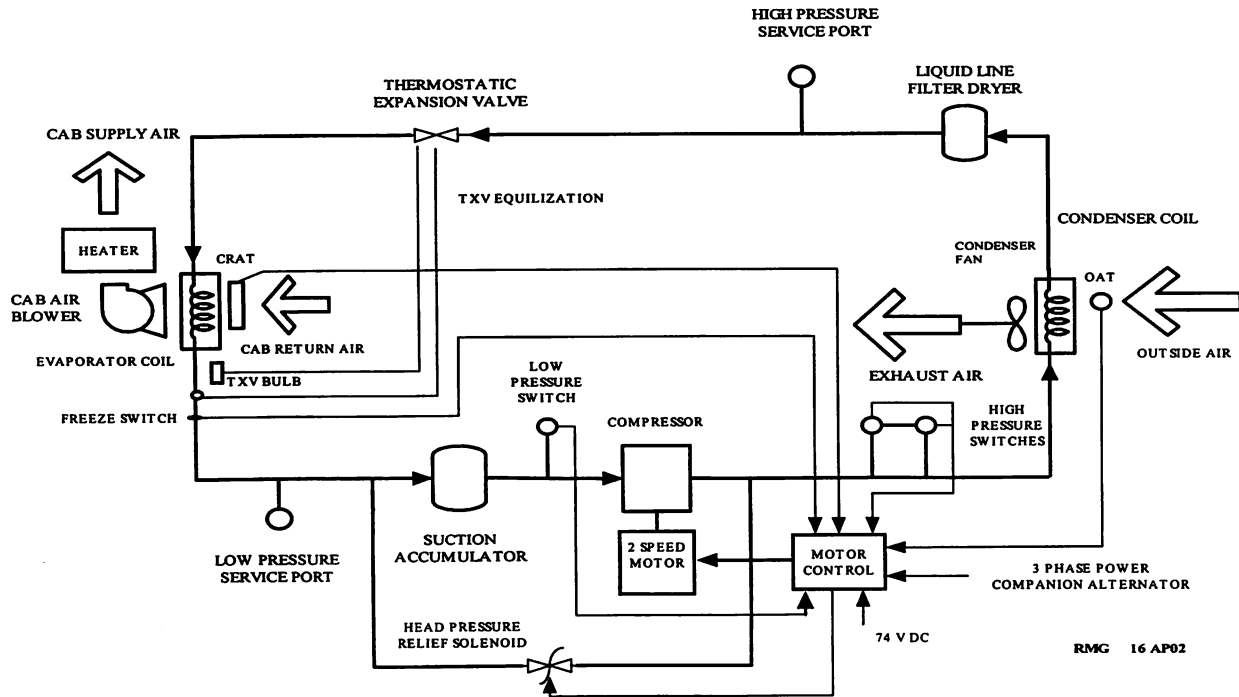 HIGH PRESSURE
SERVICE PORT
LIQUID LINE
FILTER DRYER
THERMOSTATIC
EXPANSION VALVE
CAB SUPPLY AIR
TXV EQUILIZATION
CONDENSER COIL
HEATER
CRAT
CONDENSER
FAN
OAT
CAB AIR
BLOWER
CAB RETURN AIR
EVAPORATOR COIL
OUTSIDE AIR
TXV BULB
EXHAUST AIR
LOW
PRESSURE
SWITCH
FREEZE SWITCH
COMPRESSOR
HIGH
PRESSURE
SWITCHES
SUCTION
ACCUMULATOR
2 SPEED
MOTOR
MOTOR
CONTROL
LOW PRESSURE
SERVICE PORT
3 PHASE POWER
COMPANION ALTERNATOR
HEAD PRESSURE
RELIEF SOLENOID
74 V DC
RMG 16 AP02